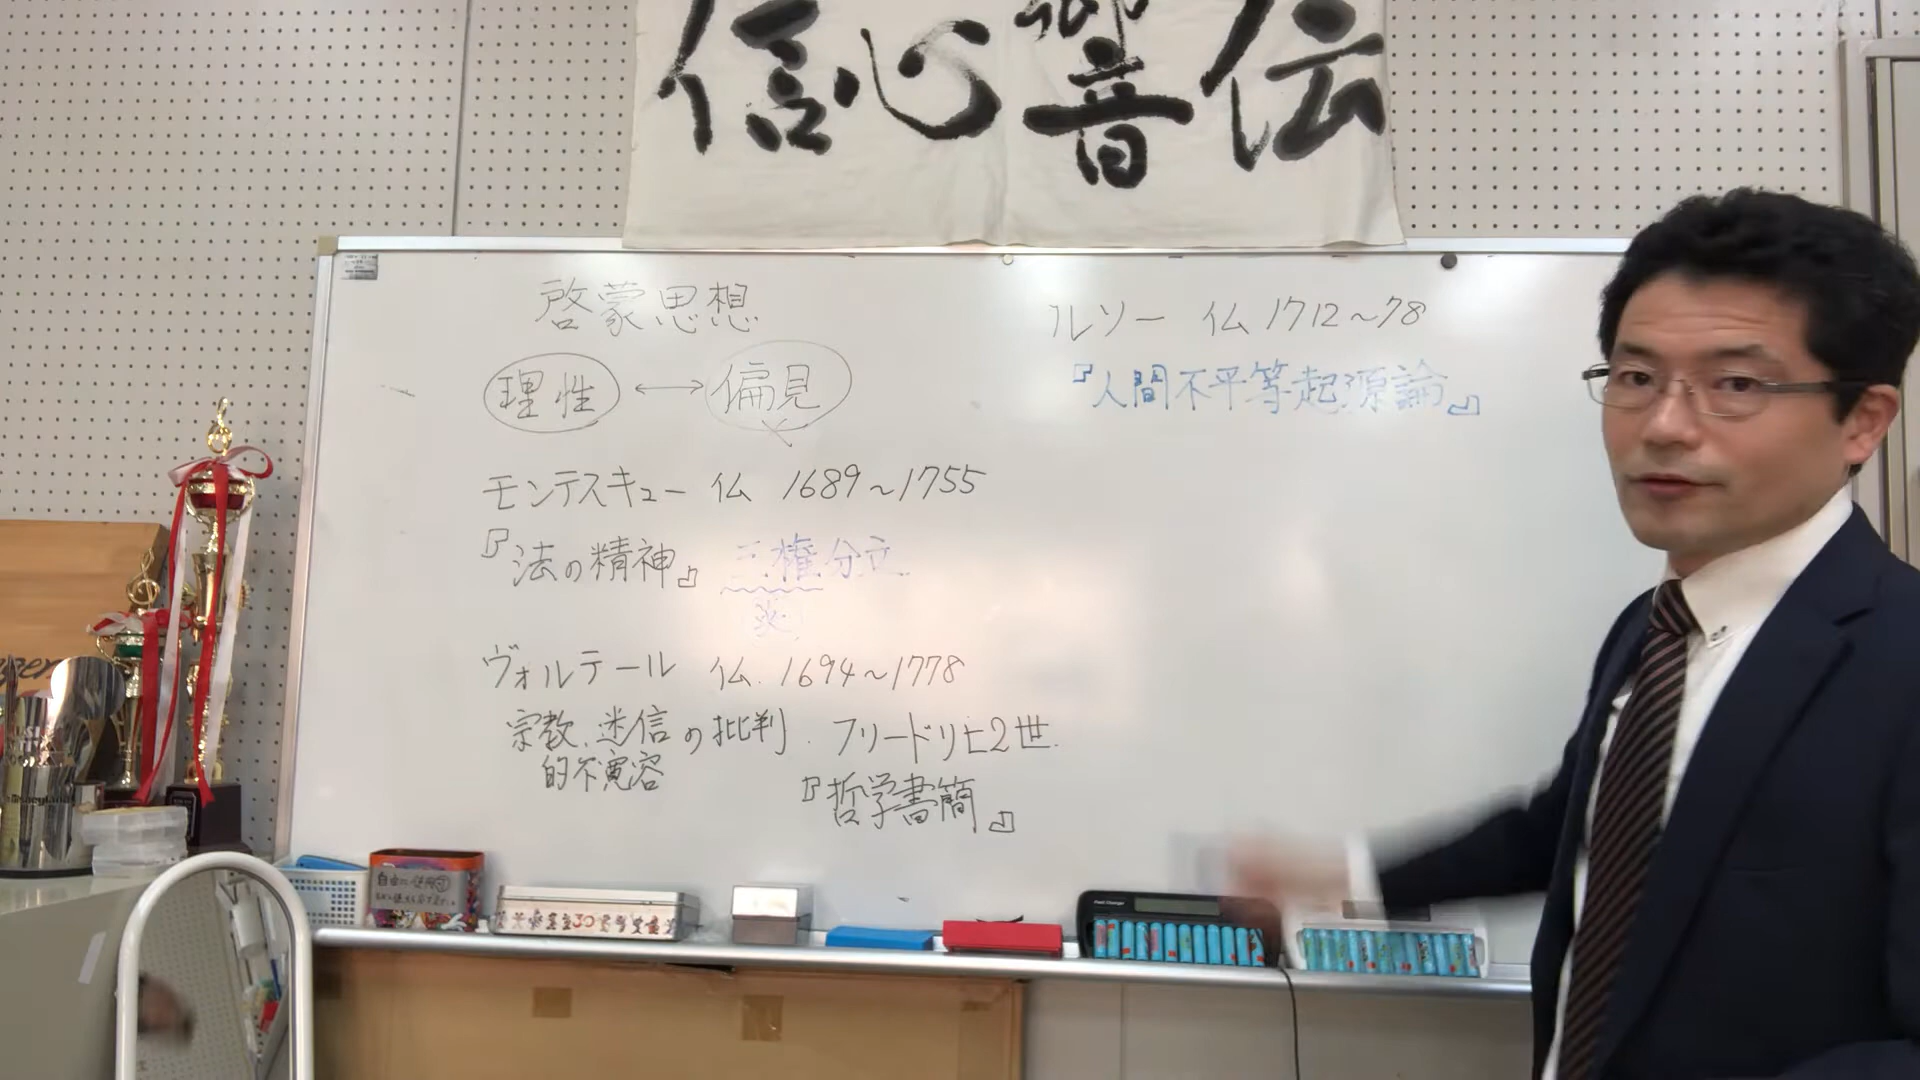 信心響伝
啓蒙思想
理性 ⟷ 偏見
モンテスキュー 仏 1689~1755
『法の精神』 三権分立
ヴォルテール 仏. 1694~1778
宗教、迷信の批判. フリードリヒ2世.
的不寛容
『哲学書簡』
ルソー 仏 1712~78
『人間不平等起源論』